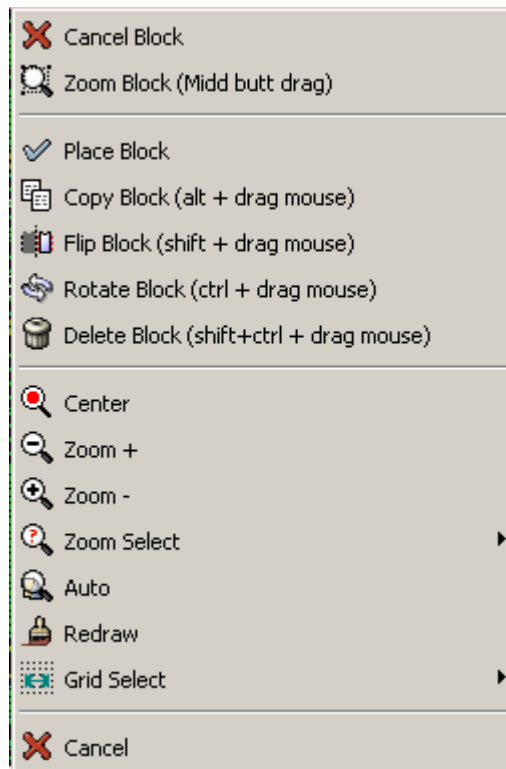 Cancel Block
Zoom Block (Midd butt drag)
Place Block
Copy Block (alt + drag mouse)
Flip Block (shift + drag mouse)
Rotate Block (ctrl + drag mouse)
Delete Block (shift+ctrl + drag mouse)
Center
Zoom +
Zoom -
Zoom Select
Auto
Redraw
Grid Select
Cancel